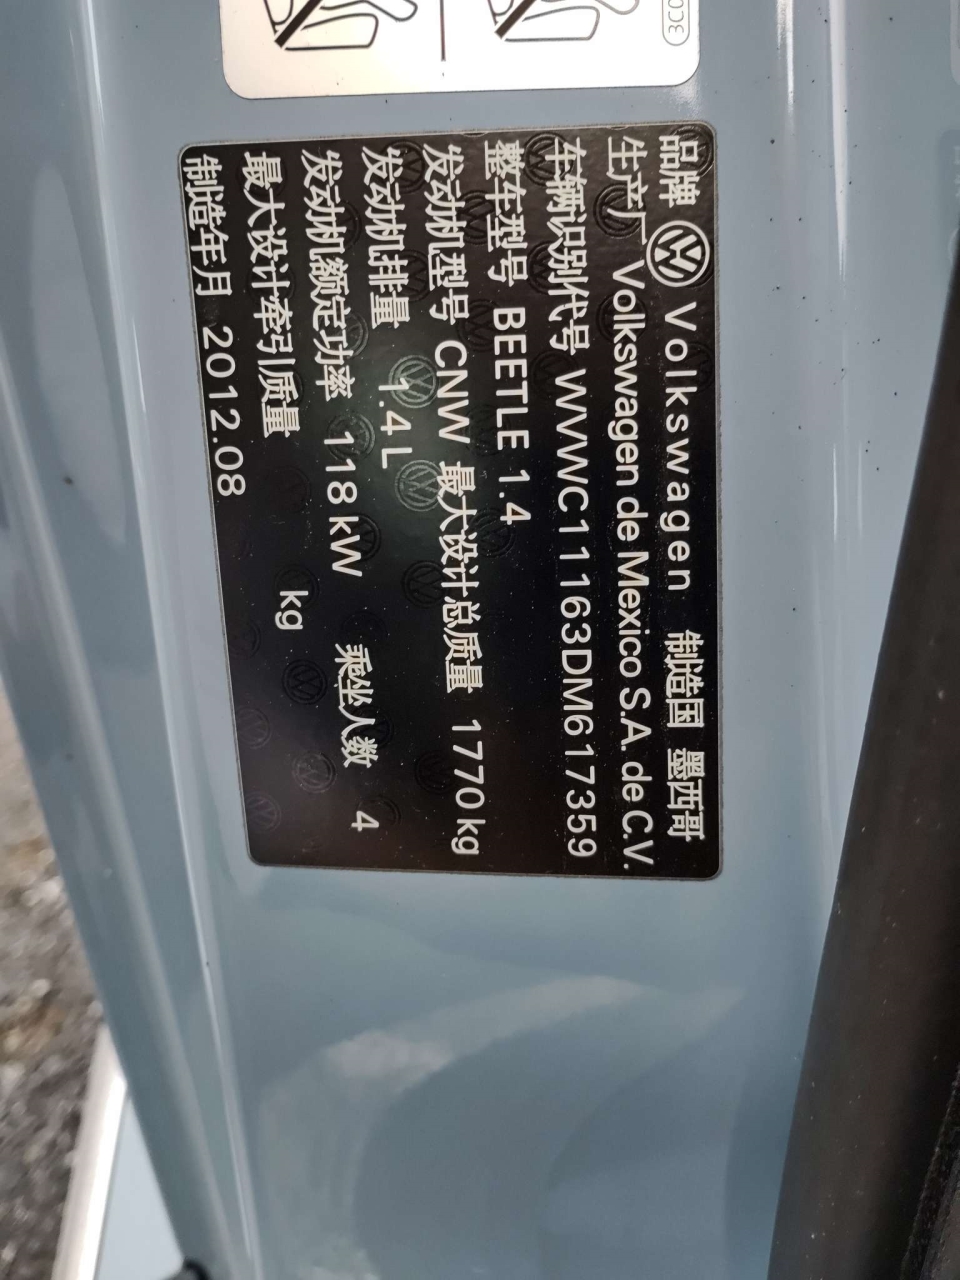 品牌 Volkswagen 制造国 墨西哥
生产厂 Volkswagen de Mexico S.A. de C.V.
车辆识别代号 WVWC11163DM617359
整车型号 BEETLE 1.4
发动机型号 CNW 最大设计总质量 1770 kg
发动机排量 1.4L
发动机额定功率 118 kW 乘坐人数 4
最大设计牵引质量 kg
制造年月 2012.08